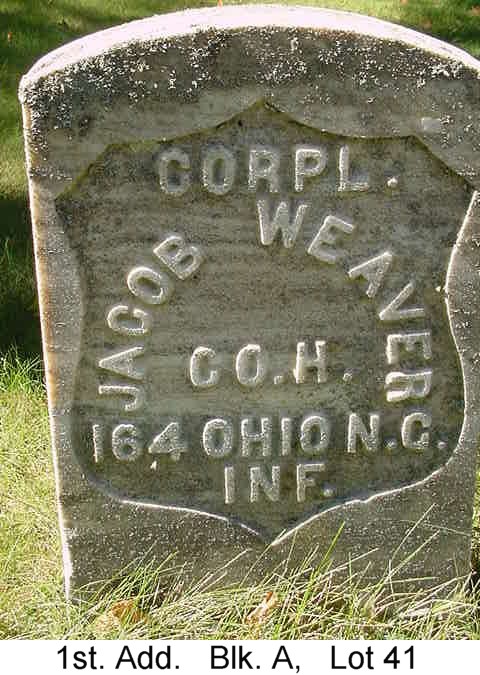 CORPL.
JACOB WEAVER
CO. H.
164 OHIO N.G.
INF.
1st. Add. Blk. A, Lot 41